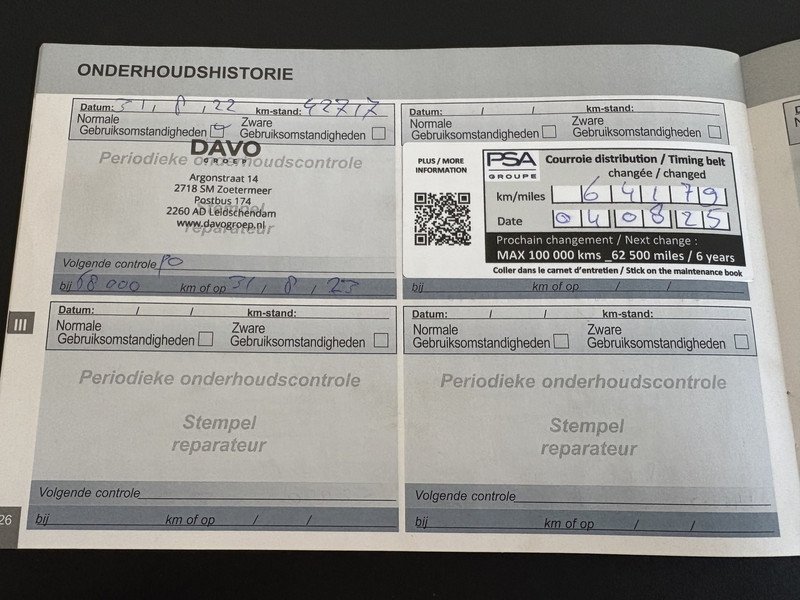 ONDERHOUDSHISTORIE
Datum: 31 / 8 / 22 km-stand: 42717
Normale Gebruiksomstandigheden Zware Gebruiksomstandigheden
Periodieke onderhoudscontrole
DAVO
GROEP
Argonstraat 14
2718 SM Zoetermeer
Postbus 174
2260 AD Leidschendam
www.davogroep.nl
Stempel
reparateur
Volgende controle PO
bij 68 000 km of op 31 / 8 / 23
Datum: / / km-stand:
Normale Gebruiksomstandigheden Zware Gebruiksomstandigheden
PLUS / MORE
INFORMATION
PSA
GROUPE
Courroie distribution / Timing belt
changée / changed
km/miles 64179
Date 040825
Prochain changement / Next change :
MAX 100 000 kms _62 500 miles / 6 years
Coller dans le carnet d'entretien / Stick on the maintenance book
bij km of op / /
III
Datum: / / km-stand:
Normale Gebruiksomstandigheden Zware Gebruiksomstandigheden
Periodieke onderhoudscontrole
Stempel
reparateur
Volgende controle
bij km of op / /
Datum: / / km-stand:
Normale Gebruiksomstandigheden Zware Gebruiksomstandigheden
Periodieke onderhoudscontrole
Stempel
reparateur
Volgende controle
bij km of op / /
26